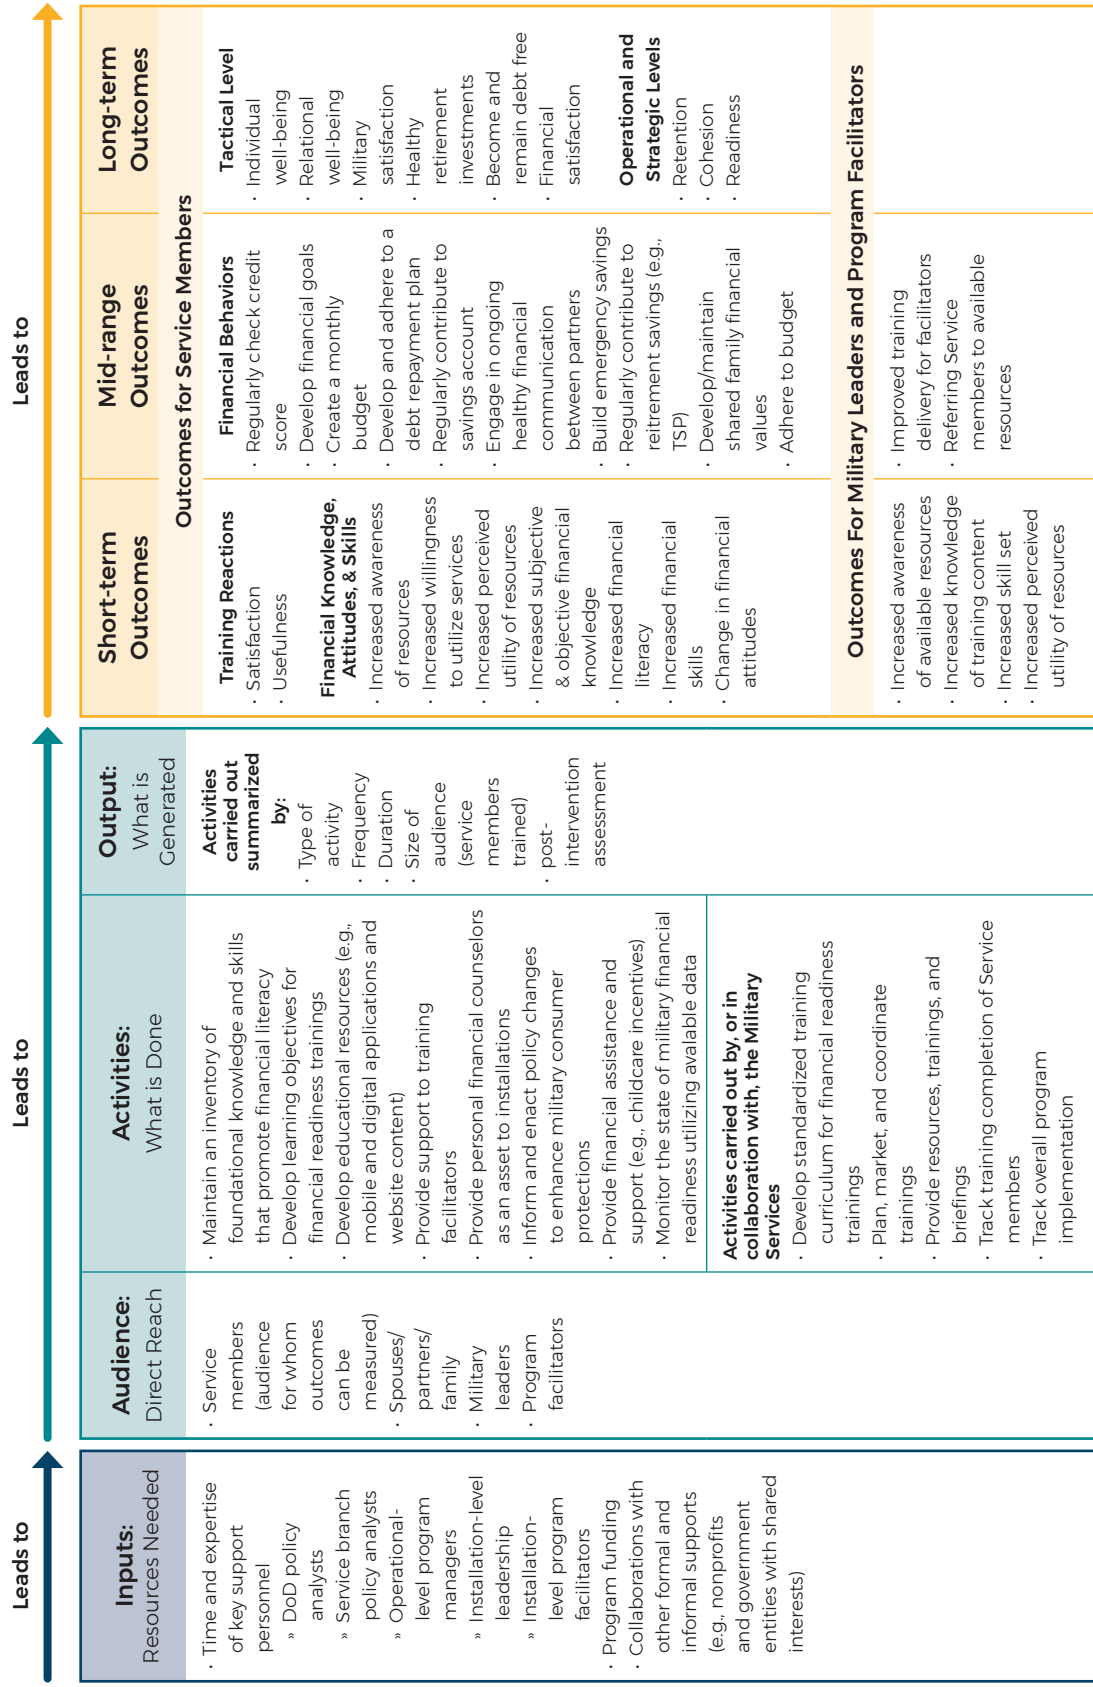 Leads to
Inputs:
Resources Needed
· Time and expertise
of key support
personnel
» DoD policy
analysts
» Service branch
policy analysts
» Operational-
level program
managers
» Installation-level
leadership
» Installation-
level program
facilitators
· Program funding
· Collaborations with
other formal and
informal supports
(e.g., nonprofits
and government
entities with shared
interests)
Leads to
Audience:
Direct Reach
· Service
members
(audience
for whom
outcomes
can be
measured)
· Spouses/
partners/
family
· Military
leaders
· Program
facilitators
Activities:
What is Done
· Maintain an inventory of
foundational knowledge and skills
that promote financial literacy
· Develop learning objectives for
financial readiness trainings
· Develop educational resources (e.g.,
mobile and digital applications and
website content)
· Provide support to training
facilitators
· Provide personal financial counselors
as an asset to installations
· Inform and enact policy changes
to enhance military consumer
protections
· Provide financial assistance and
support (e.g., childcare incentives)
· Monitor the state of military financial
readiness utilizing avalable data
Activities carried out by, or in
collaboration with, the Military
Services
· Develop standardized training
curriculum for financial readiness
trainings
· Plan, market, and coordinate
trainings
· Provide resources, trainings, and
briefings
· Track training completion of Service
members
· Track overall program
implementation
Output:
What is
Generated
Activities
carried out
summarized
by:
· Type of
activity
· Frequency
· Duration
· Size of
audience
(service
members
trained)
· post-
intervention
assessment
Leads to
Short-term
Outcomes
Mid-range
Outcomes
Long-term
Outcomes
Outcomes for Service Members
Training Reactions
· Satisfaction
· Usefulness
Financial Knowledge,
Attitudes, & Skills
· Increased awareness
of resources
· Increased willingness
to utilize services
· Increased perceived
utility of resources
· Increased subjective
& objective financial
knowledge
· Increased financial
literacy
· Increased financial
skills
· Change in financial
attitudes
Financial Behaviors
· Regularly check credit
score
· Develop financial goals
· Create a monthly
budget
· Develop and adhere to a
debt repayment plan
· Regularly contribute to
savings account
· Engage in ongoing
healthy financial
communication
between partners
· Build emergency savings
· Regularly contribute to
reitrement savings (e.g.,
TSP)
· Develop/maintain
shared family financial
values
· Adhere to budget
Tactical Level
· Individual
well-being
· Relational
well-being
· Military
satisfaction
· Healthy
retirement
investments
· Become and
remain debt free
· Financial
satisfaction
Operational and
Strategic Levels
· Retention
· Cohesion
· Readiness
Outcomes For Military Leaders and Program Facilitators
· Increased awareness
of available resources
· Increased knowledge
of training content
· Increased skill set
· Increased perceived
utility of resources
· Improved training
delivery for facilitators
· Referring Service
members to available
resources